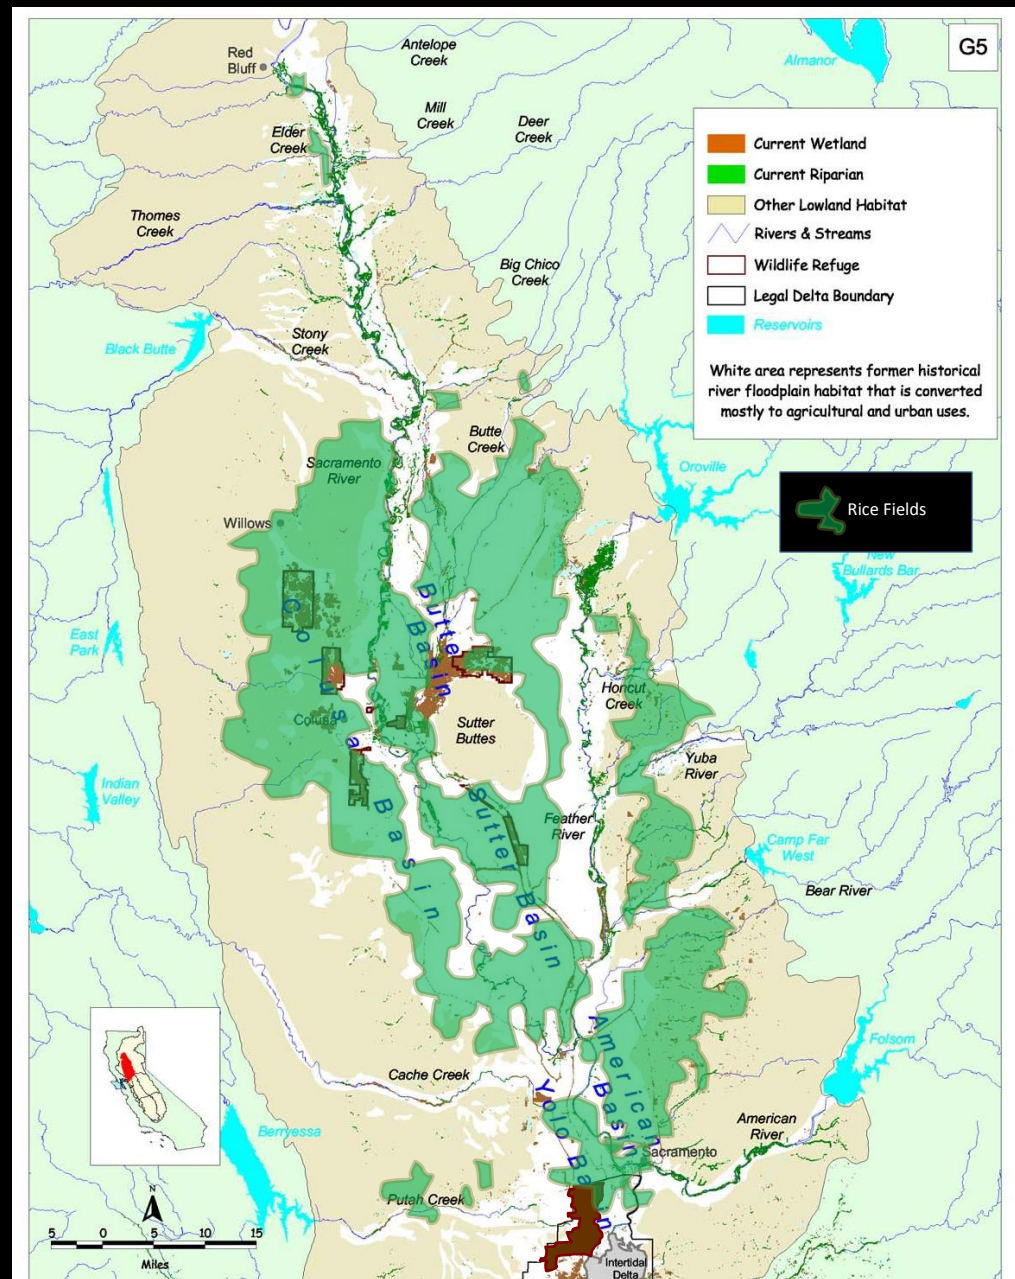 G5
Red
Bluff
Antelope
Creek
Almanor
Mill
Creek
Deer
Creek
Elder
Creek
Thomes
Creek
Big Chico
Creek
Black Butte
Stony
Creek
Current Wetland
Current Riparian
Other Lowland Habitat
Rivers & Streams
Wildlife Refuge
Legal Delta Boundary
Reservoirs
White area represents former historical
river floodplain habitat that is converted
mostly to agricultural and urban uses.
Butte
Creek
Sacramento
River
Oroville
Rice Fields
Willows
New
Bullards Bar
Butte
Basin
East
Park
Colusa
Basin
Honcut
Creek
Colusa
Sutter
Buttes
Yuba
River
Indian
Valley
Sutter
Basin
Feather
River
Camp Far
West
Bear River
American
Basin
Folsom
Cache Creek
Yolo Basin
Berryessa
American
River
Sacramento
Putah Creek
N
5 0 5 10 15
Miles
Intertidal
Delta